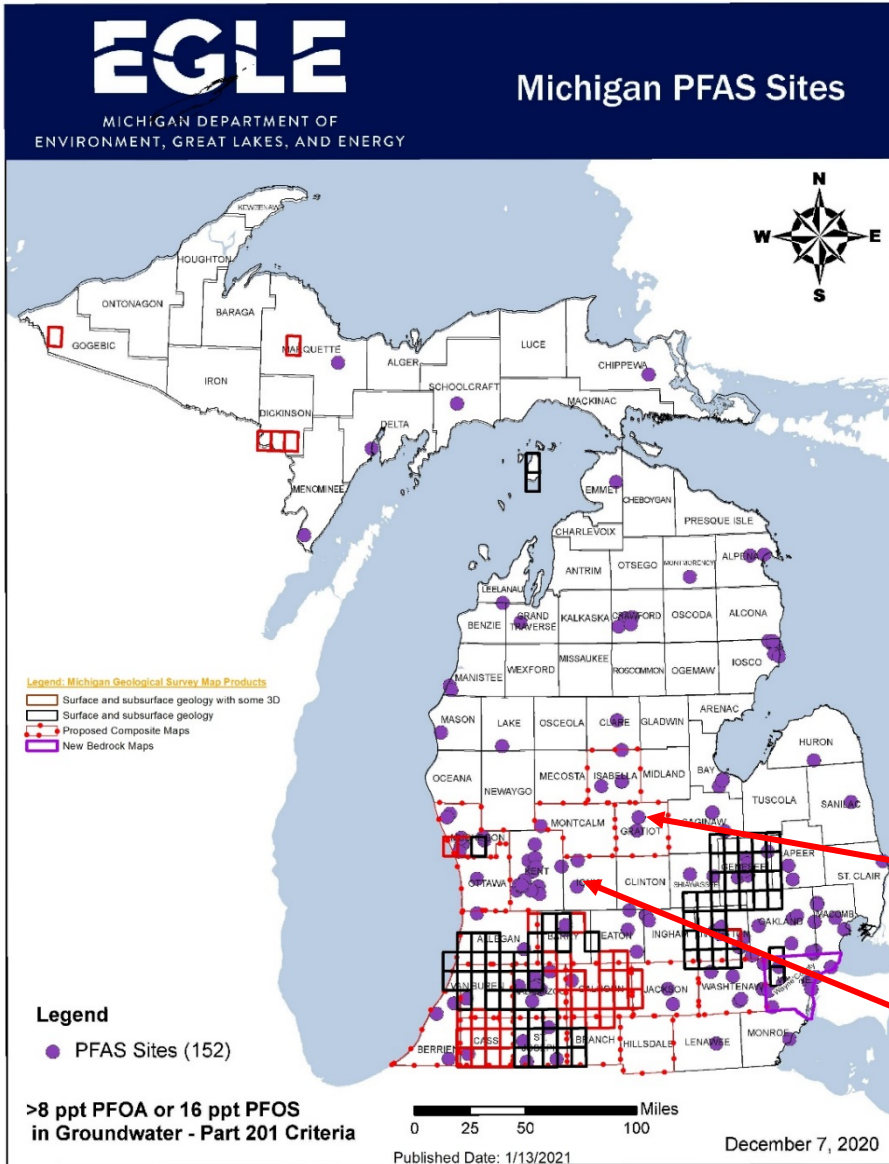 EGLE
MICHIGAN DEPARTMENT OF
ENVIRONMENT, GREAT LAKES, AND ENERGY
Michigan PFAS Sites
N
W E
S
KEWEENAW
HOUGHTON
ONTONAGON
BARAGA
GOGEBIC
MARQUETTE
ALGER
LUCE
CHIPPEWA
IRON
SCHOOLCRAFT
MACKINAC
DICKINSON
DELTA
MENOMINEE
EMMET
CHEBOYGAN
PRESQUE ISLE
CHARLEVOIX
ANTRIM
OTSEGO
MONTMORENCY
ALPENA
LEELANAU
BENZIE
GRAND
TRAVERSE
KALKASKA
CRAWFORD
OSCODA
ALCONA
MANISTEE
WEXFORD
MISSAUKEE
ROSCOMMON
OGEMAW
IOSCO
Legend: Michigan Geological Survey Map Products
Surface and subsurface geology with some 3D
Surface and subsurface geology
Proposed Composite Maps
New Bedrock Maps
MASON
LAKE
OSCEOLA
CLARE
GLADWIN
ARENAC
HURON
OCEANA
NEWAYGO
MECOSTA
ISABELLA
MIDLAND
BAY
TUSCOLA
SANILAC
MONTCALM
GRATIOT
SAGINAW
OTTAWA
KENT
IONIA
CLINTON
SHIAWASSEE
GENESEE
LAPEER
ST. CLAIR
ALLEGAN
BARRY
EATON
INGHAM
LIVINGSTON
OAKLAND
MACOMB
VAN BUREN
KALAMAZOO
CALHOUN
JACKSON
WASHTENAW
Wayne County
BERRIEN
CASS
ST.
JOSEPH
BRANCH
HILLSDALE
LENAWEE
MONROE
Legend
PFAS Sites (152)
>8 ppt PFOA or 16 ppt PFOS
in Groundwater - Part 201 Criteria
Miles
0 25 50 100
Published Date: 1/13/2021
December 7, 2020